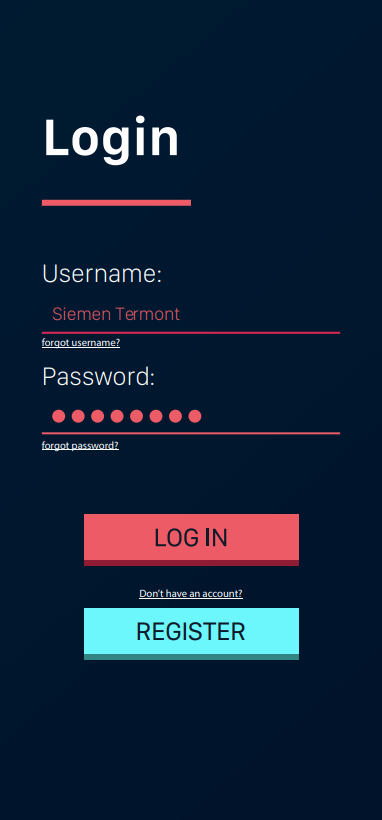 Login
Username:
Siemen Termont
forgot username?
Password:
forgot password?
LOG IN
Don't have an account?
REGISTER